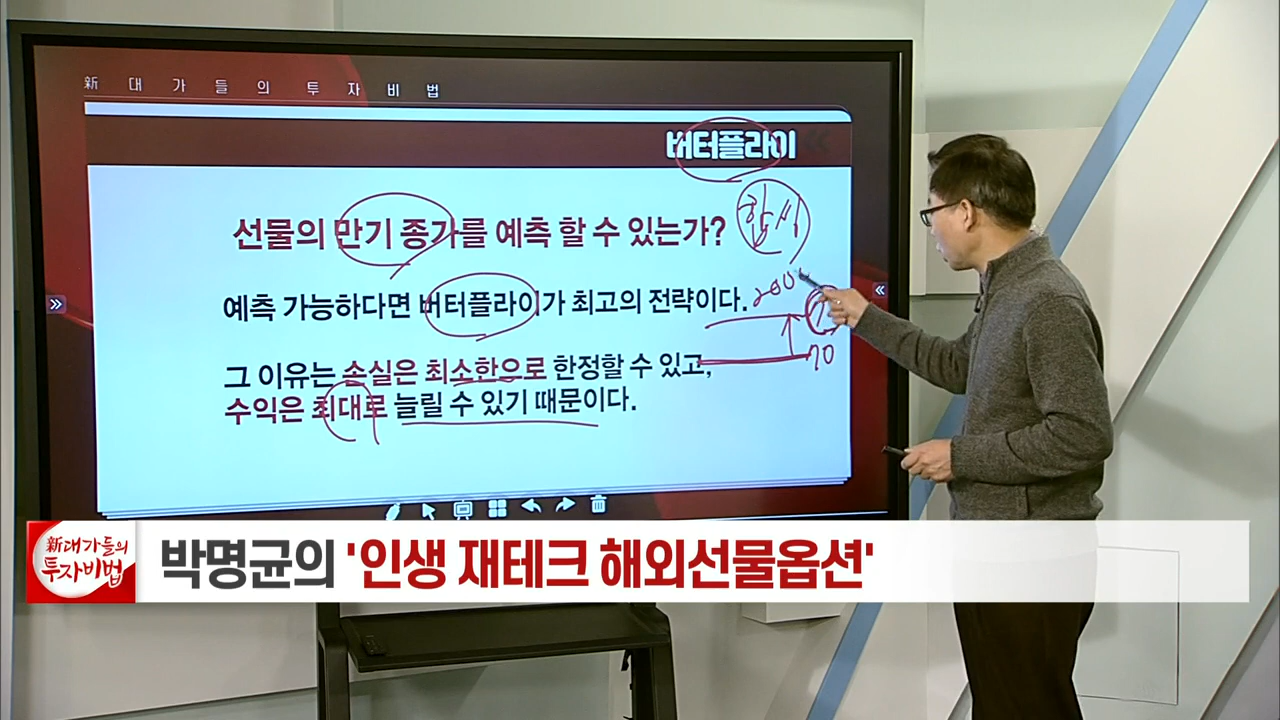 新 대 가 들 의 투 자 비 법
버터플라이
선물의 만기 종가를 예측 할 수 있는가?
합시
예측 가능하다면 버터플라이가 최고의 전략이다.
200
70
그 이유는 손실은 최소한으로 한정할 수 있고,
수익은 최대로 늘릴 수 있기 때문이다.
新대가들의
투자비법
박명균의 '인생 재테크 해외선물옵션'